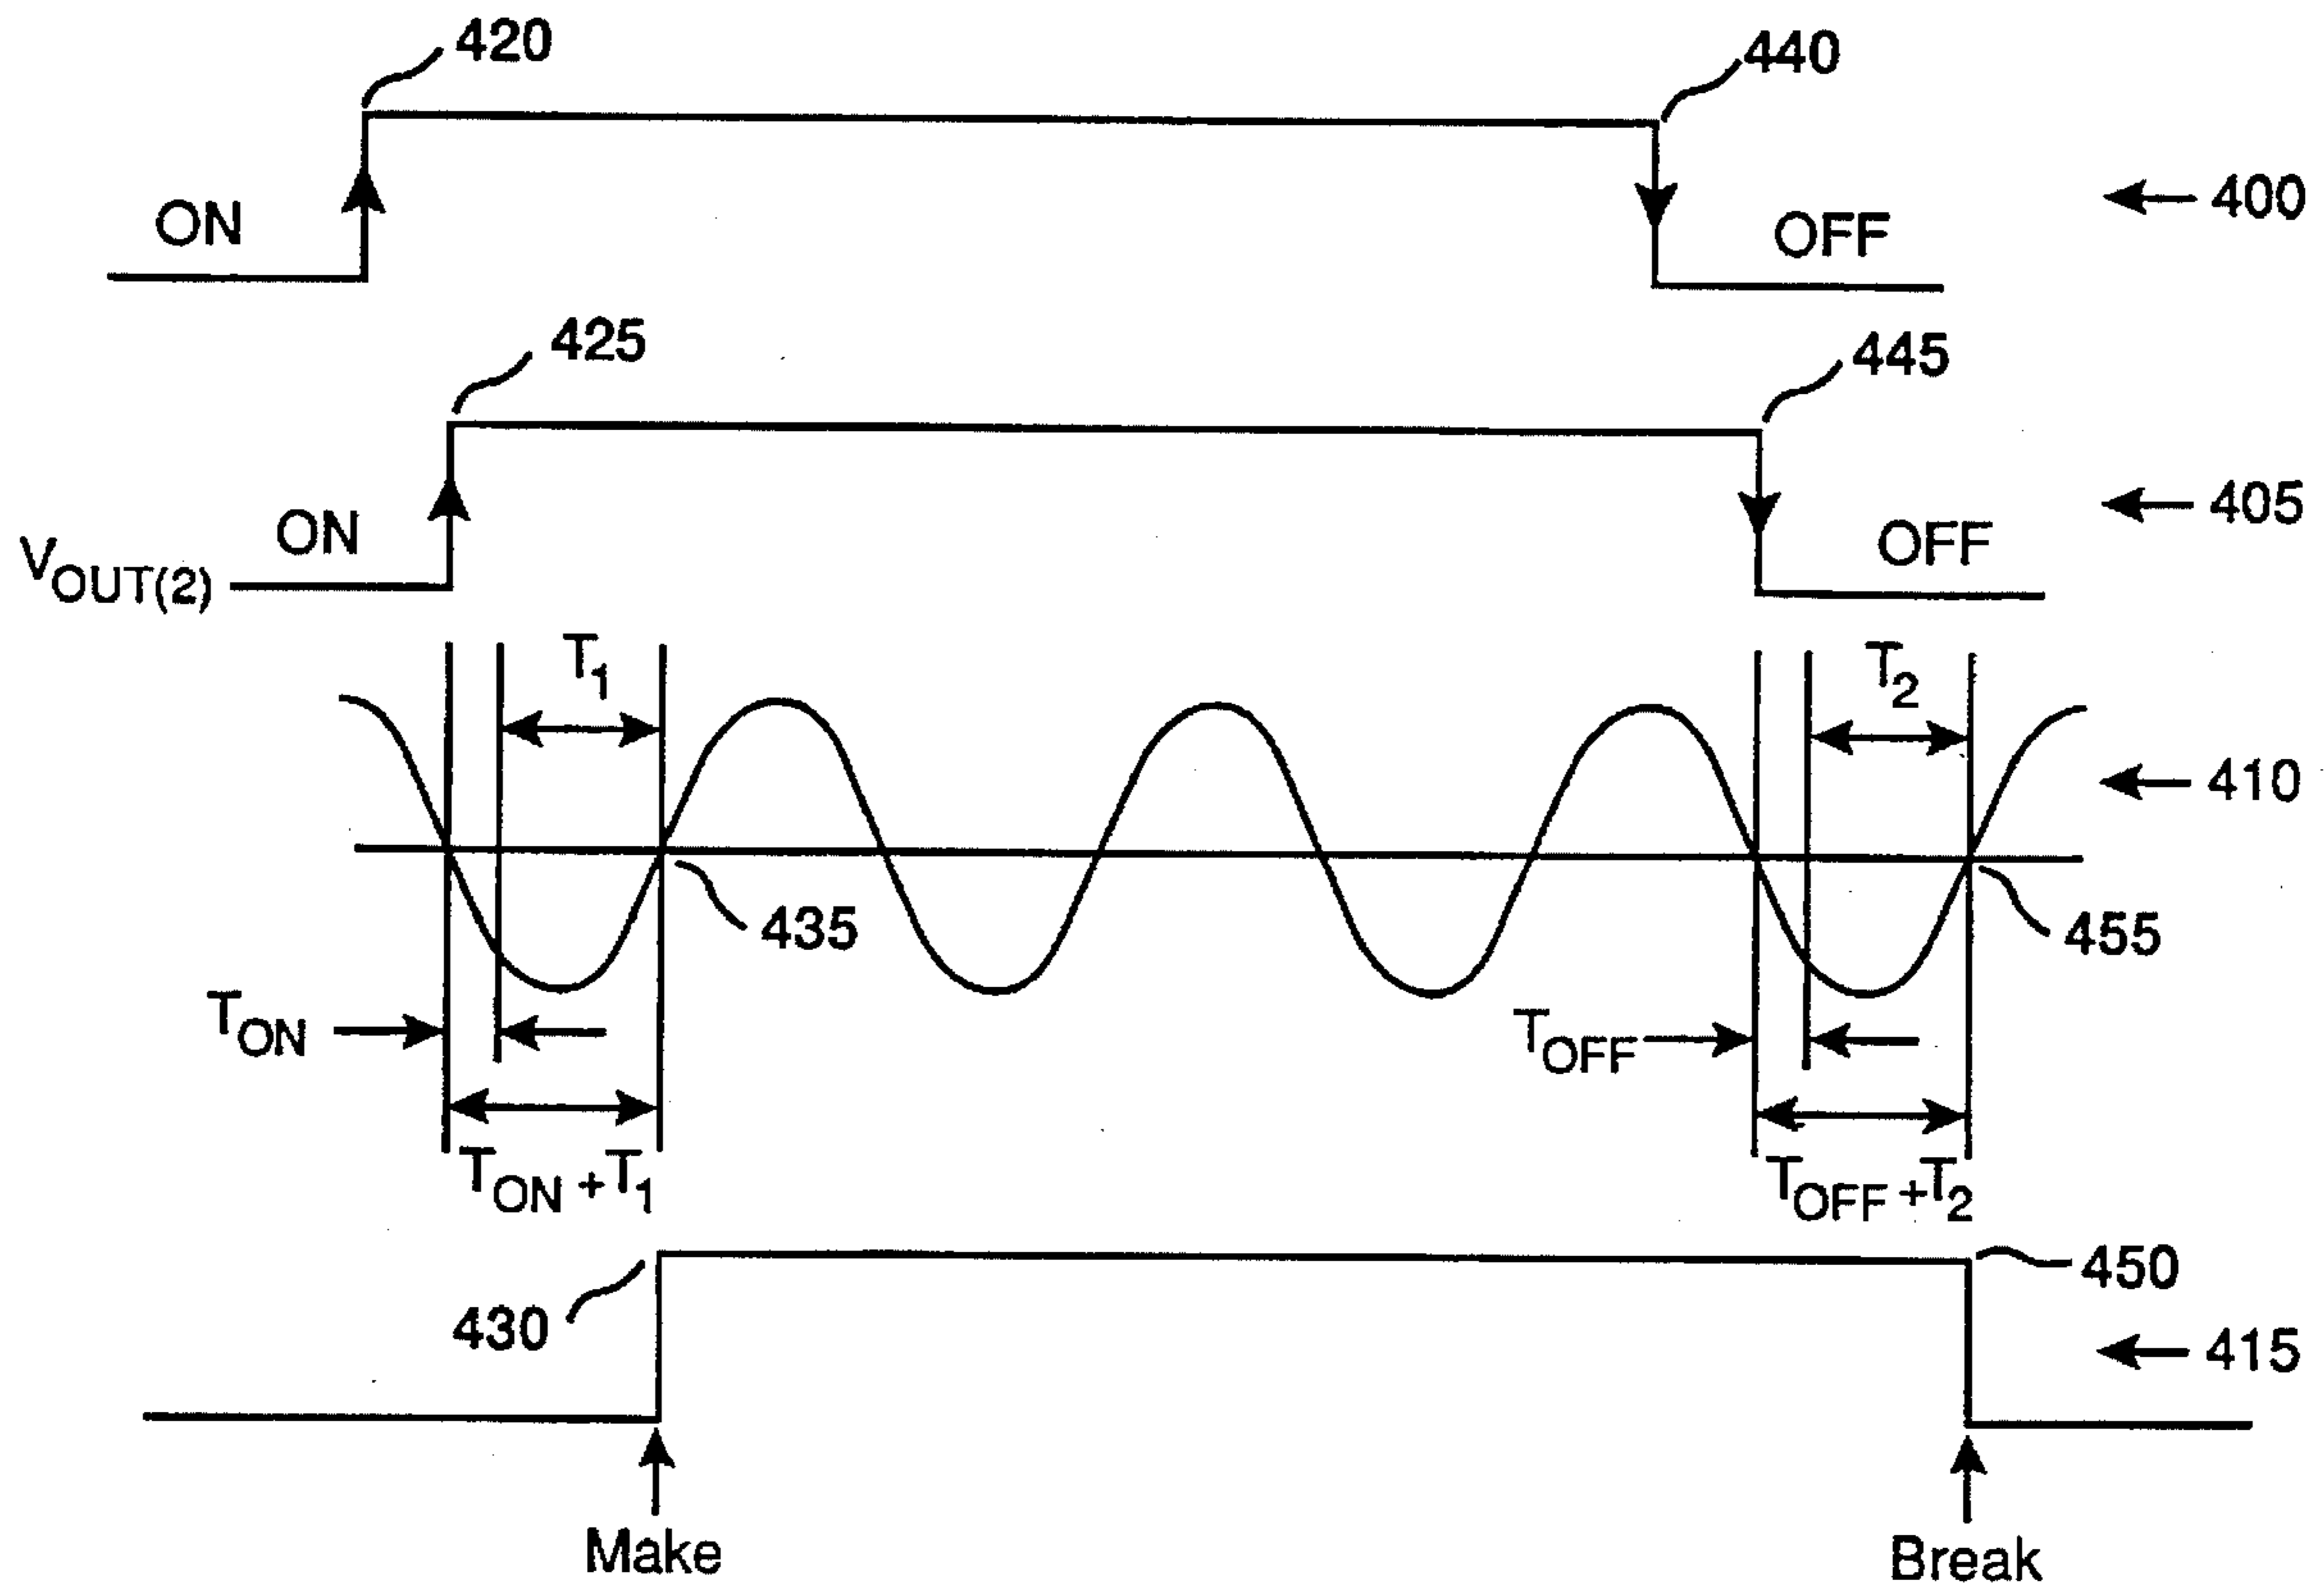 420
440
ON
OFF
400
425
445
ON
OFF
405
VOUT(2)
T1
T2
410
435
455
TON
TOFF
TON +T1
TOFF +T2
430
450
415
Make
Break